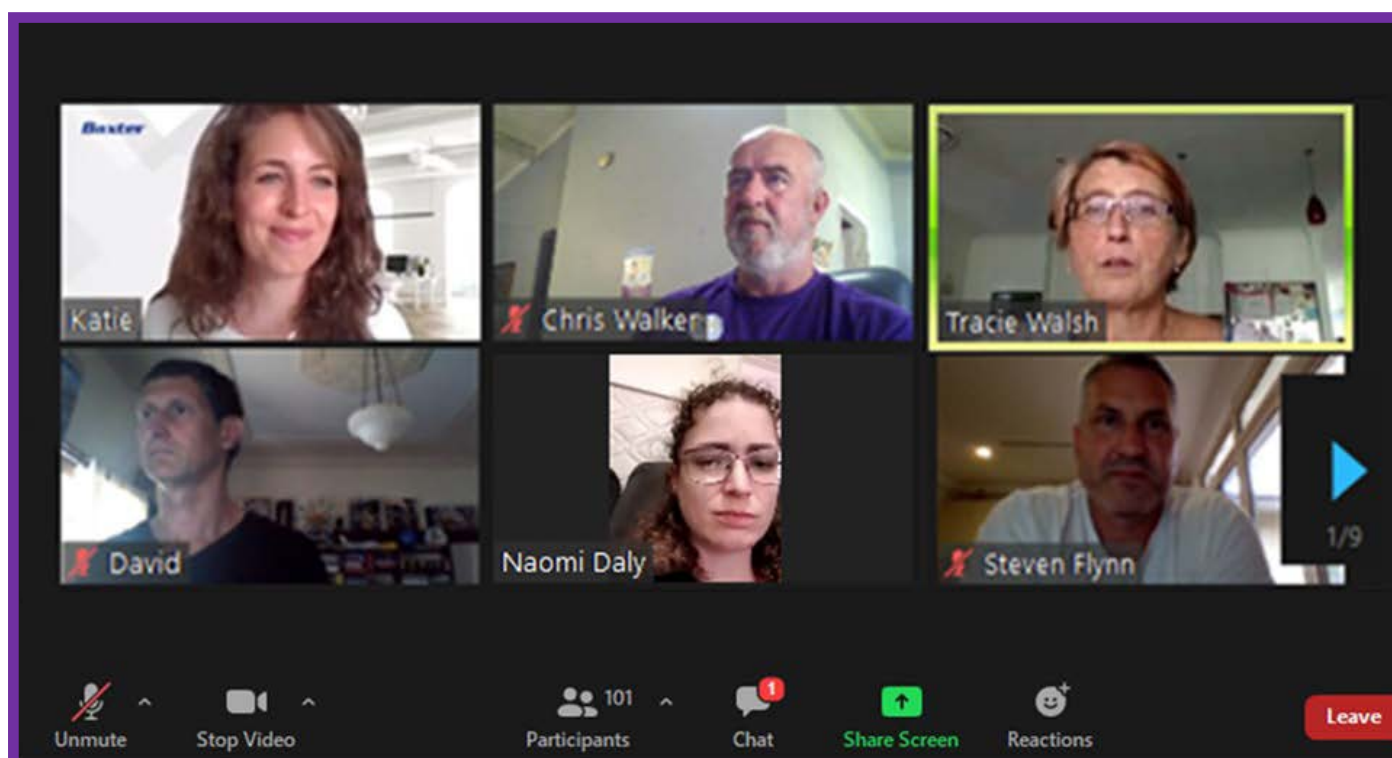 Baxter
Katie
Chris Walker
Tracie Walsh
David
Naomi Daly
Steven Flynn
1/9
Unmute
Stop Video
101
Participants
1
Chat
Share Screen
Reactions
Leave